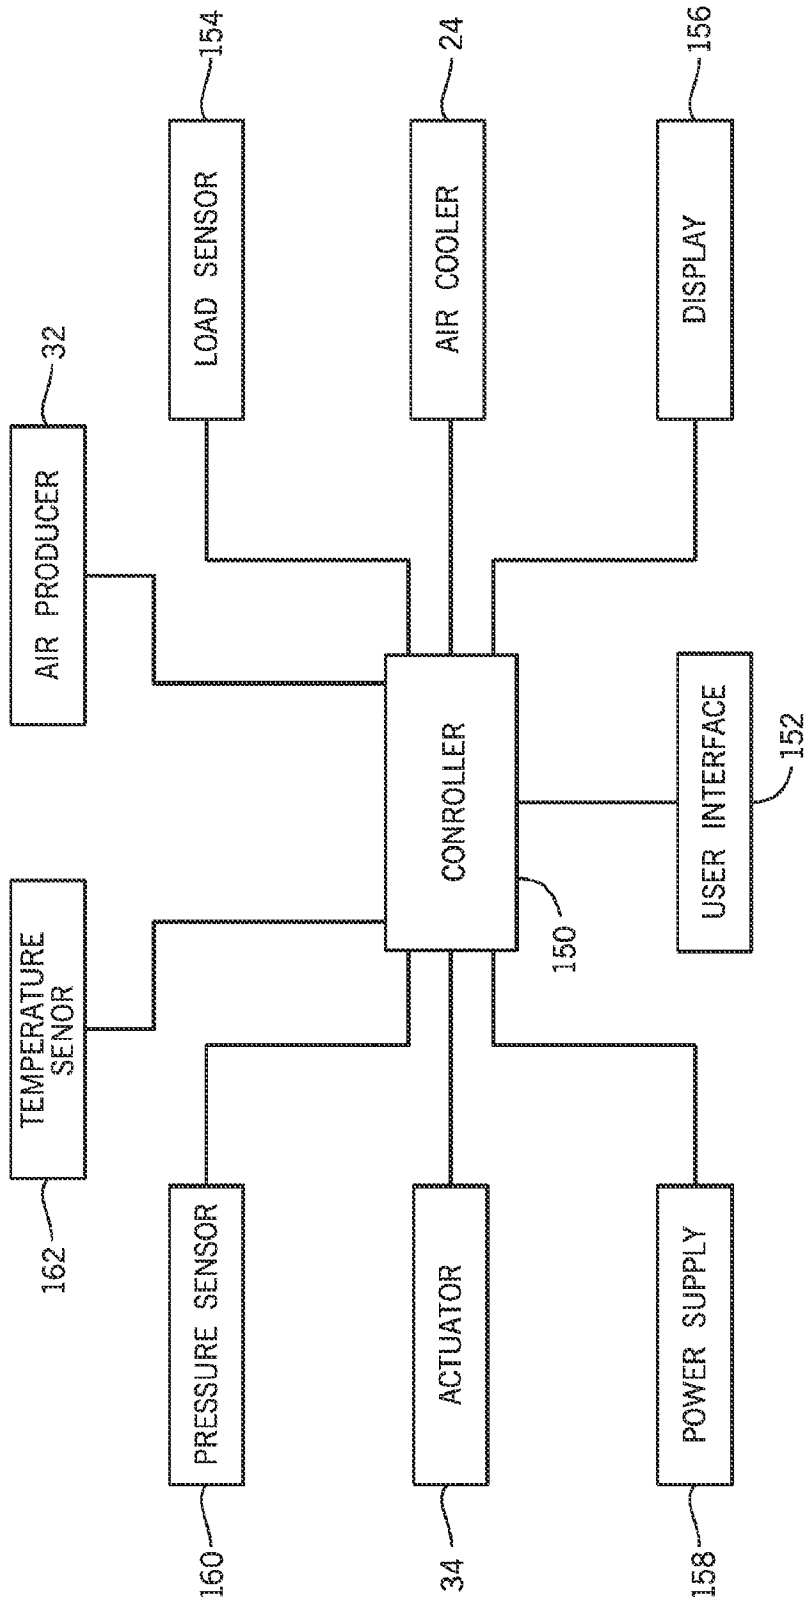 162
TEMPERATURE
SENOR
AIR PRODUCER
32
160
PRESSURE SENSOR
LOAD SENSOR
154
34
ACTUATOR
CONROLLER
150
AIR COOLER
24
158
POWER SUPPLY
USER INTERFACE
152
DISPLAY
156